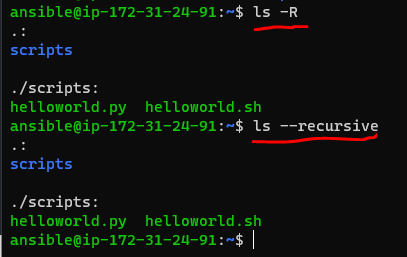 ansible@ip-172-31-24-91:~$ ls -R
.:
scripts
./scripts:
helloworld.py  helloworld.sh
ansible@ip-172-31-24-91:~$ ls --recursive
.:
scripts
./scripts:
helloworld.py  helloworld.sh
ansible@ip-172-31-24-91:~$